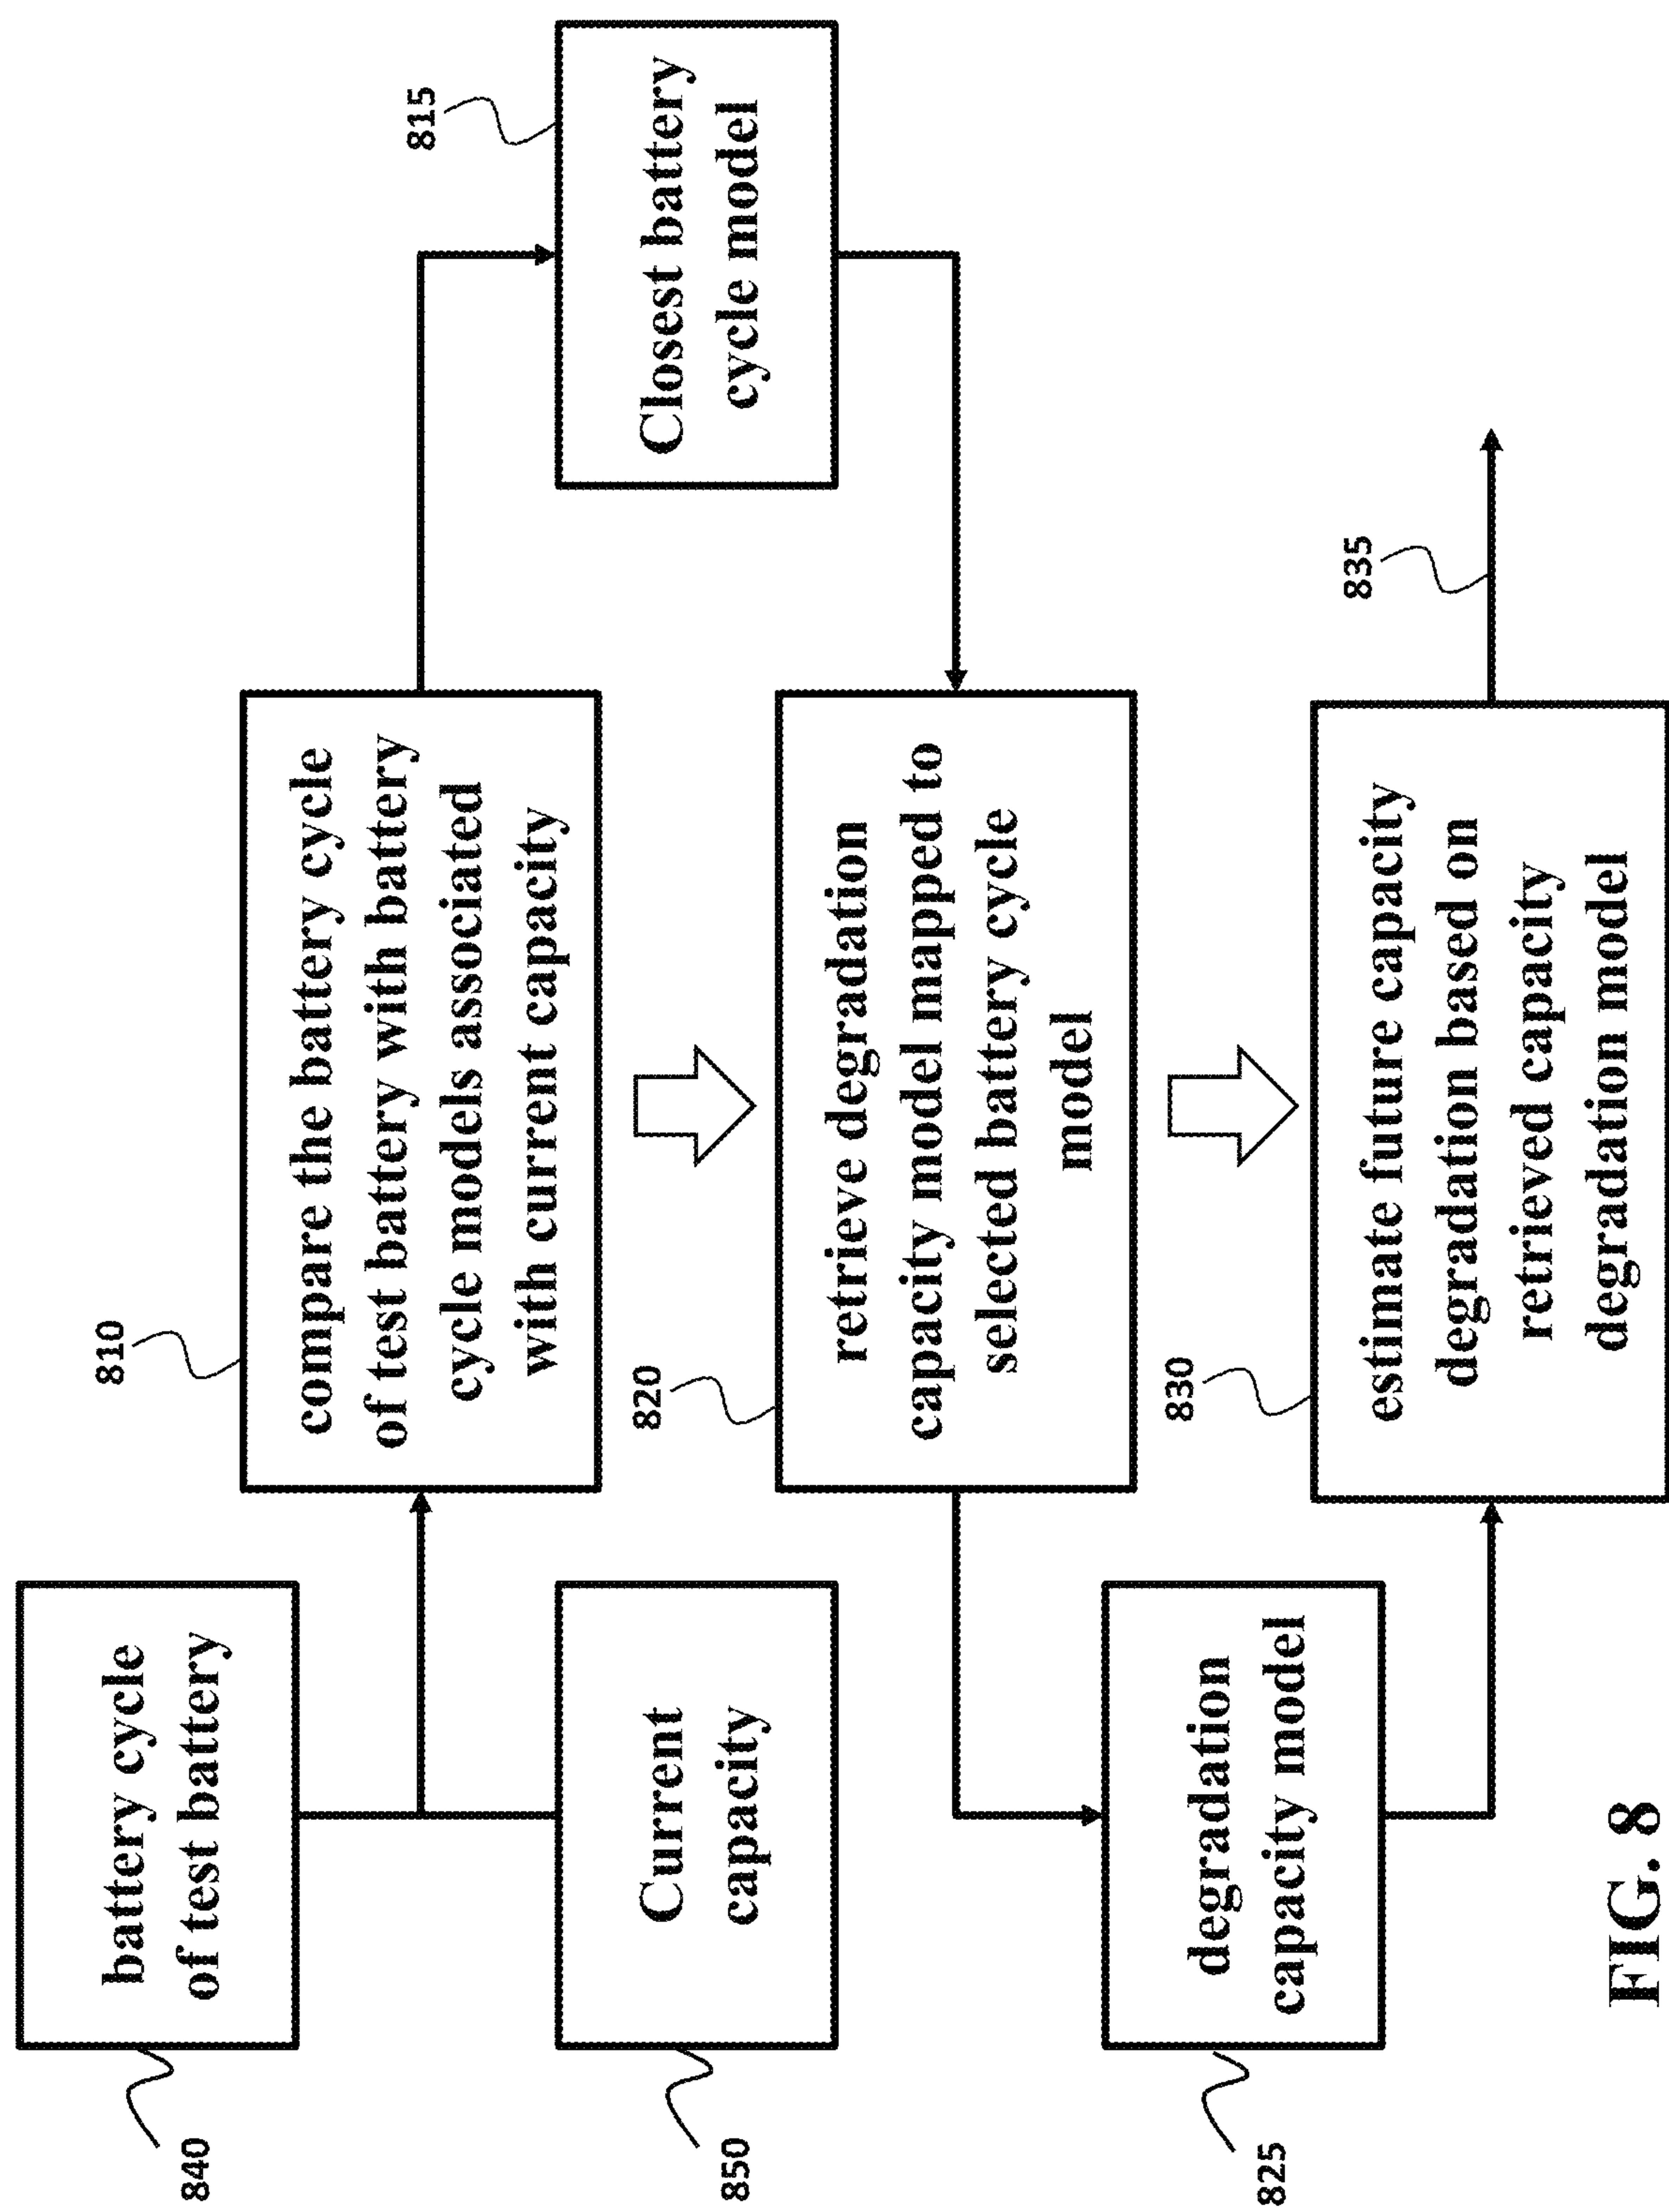 840
battery cycle
of test battery
810
compare the battery cycle
of test battery with battery
cycle models associated
with current capacity
815
Closest battery
cycle model
850
Current
capacity
820
retrieve degradation
capacity model mapped to
selected battery cycle
model
825
degradation
capacity model
830
estimate future capacity
degradation based on
retrieved capacity
degradation model
835
FIG. 8